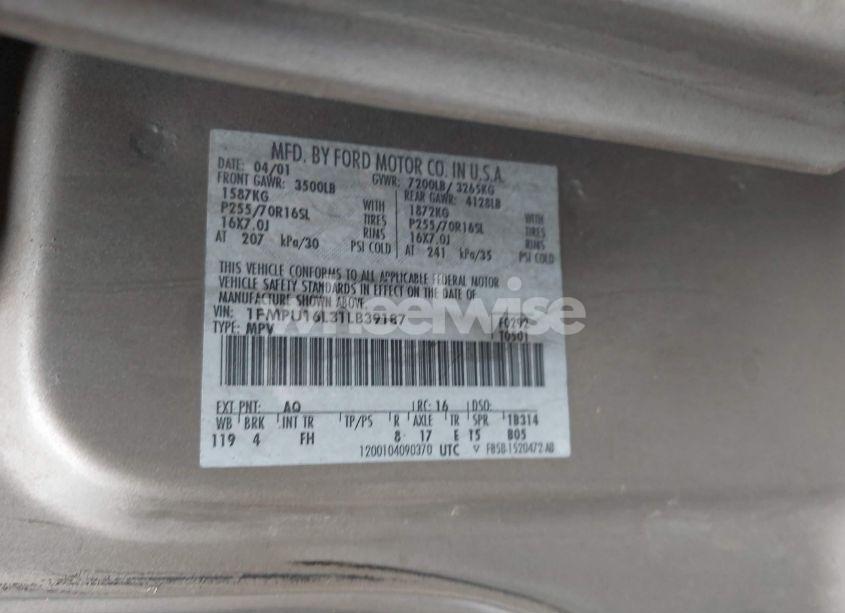 MFD. BY FORD MOTOR CO. IN U.S.A.
DATE: 04/01 GVWR: 7200LB/ 3265KG
FRONT GAWR: 3500LB REAR GAWR: 4128LB
1587KG WITH 1872KG WITH
P255/70R16SL TIRES P255/70R16SL TIRES
16X7.0J RIMS 16X7.0J RIMS
AT 207 kPa/30 PSI COLD AT 241 kPa/35 PSI COLD
THIS VEHICLE CONFORMS TO ALL APPLICABLE FEDERAL MOTOR
VEHICLE SAFETY STANDARDS IN EFFECT ON THE DATE OF
MANUFACTURE SHOWN ABOVE.
VIN: 1FMPU16L31LB39187 F0292
TYPE: MPV T0501
wheelwise
EXT PNT: AQ RC: 16 DSO:
WB BRK INT TR TP/PS R AXLE TR SPR 1B314
119 4 FH 8 17 E 15 B05
1200104090370 UTC V F85B-1520472-AB